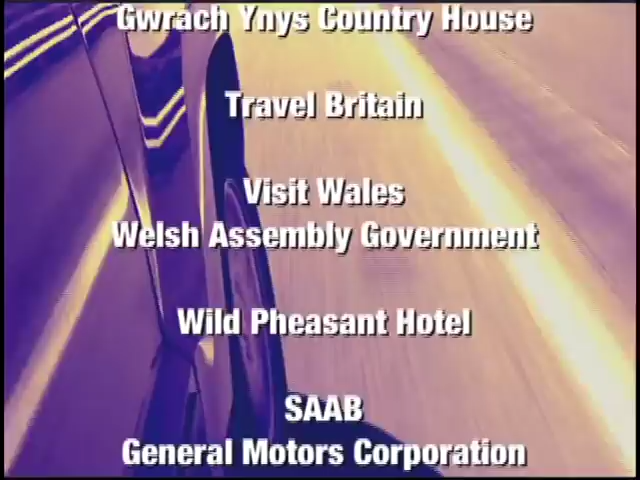 Gwrach Ynys Country House
Travel Britain
Visit Wales
Welsh Assembly Government
Wild Pheasant Hotel
SAAB
General Motors Corporation